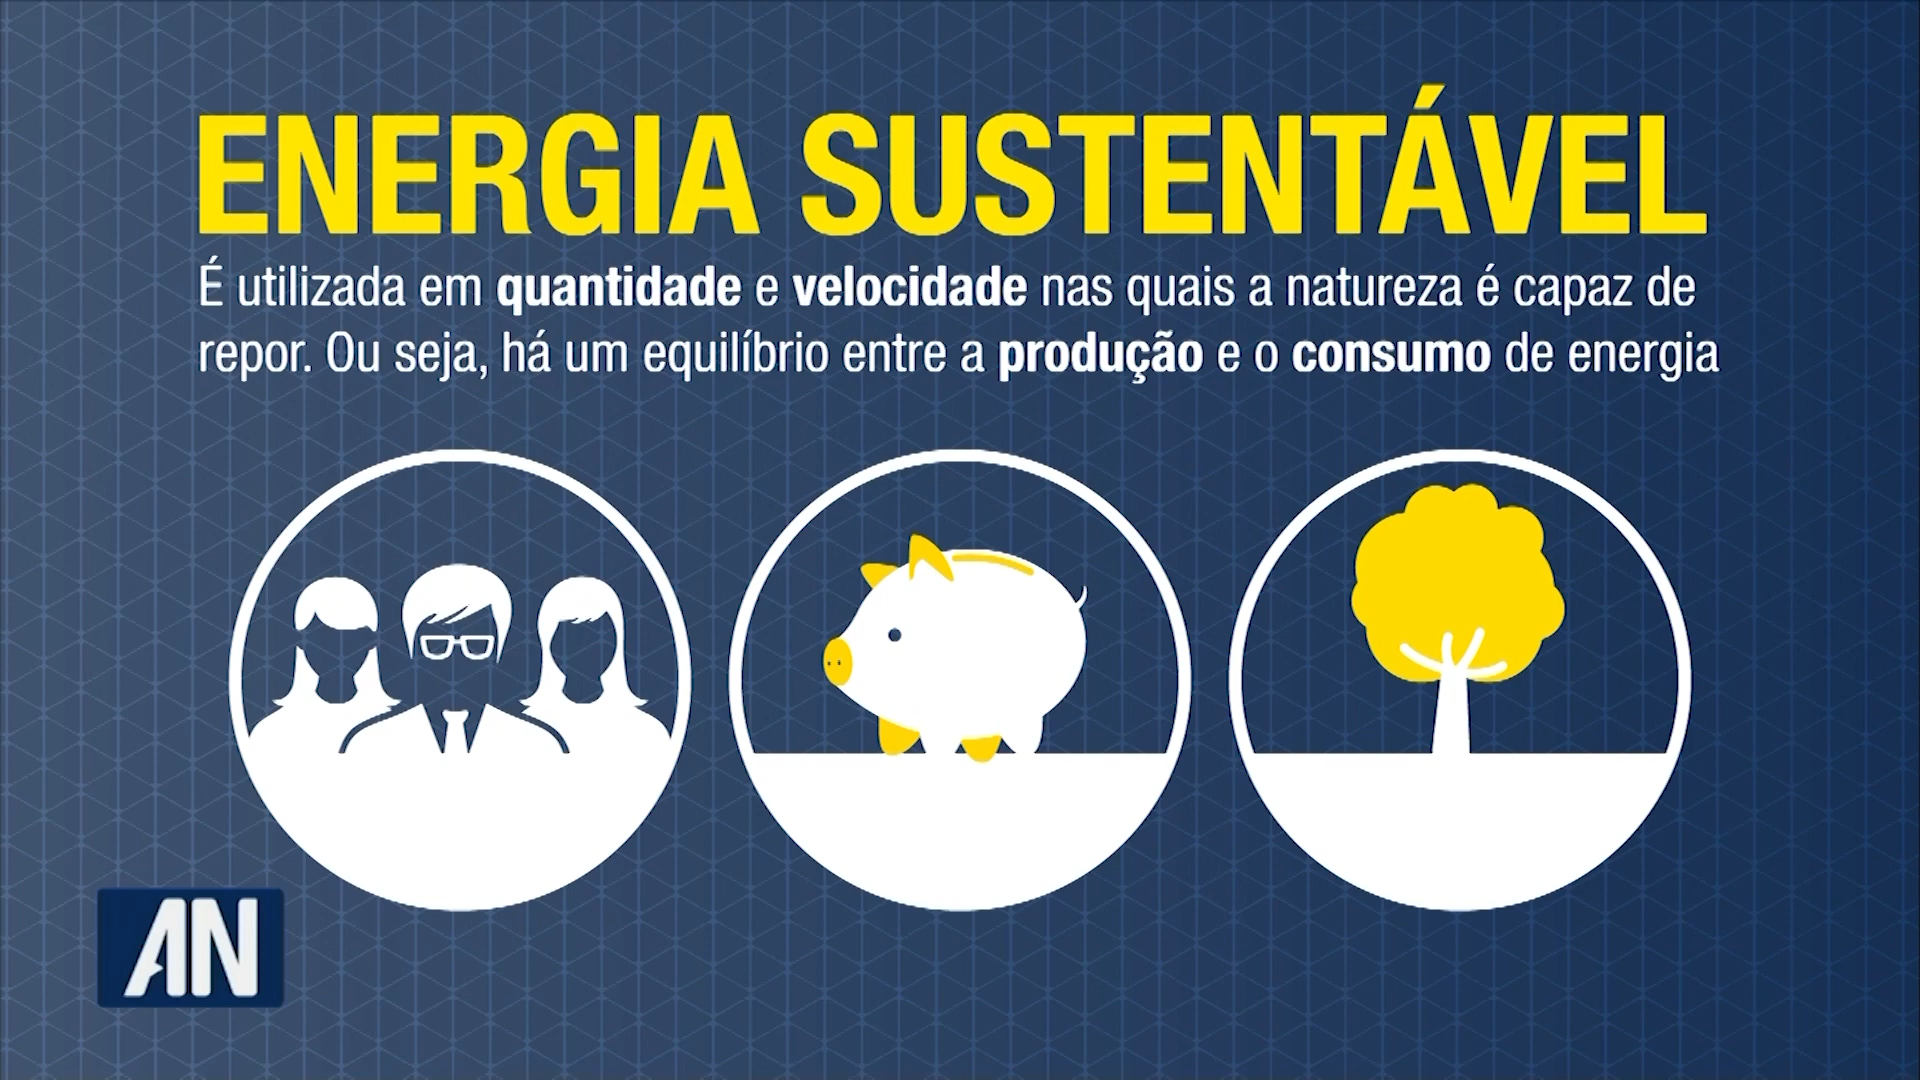 ENERGIA SUSTENTÁVEL
É utilizada em quantidade e velocidade nas quais a natureza é capaz de
repor. Ou seja, há um equilíbrio entre a produção e o consumo de energia
AN